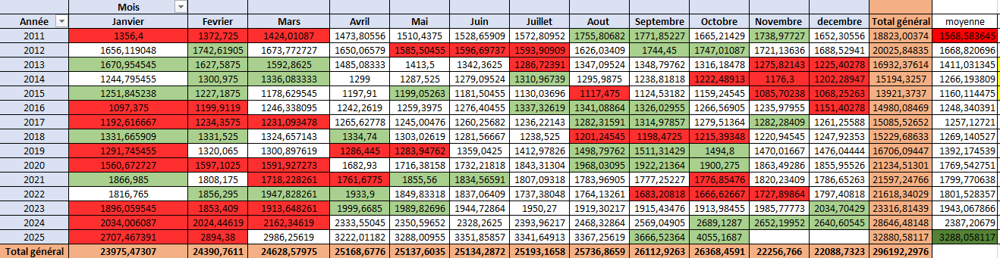 Mois
Année Janvier Fevrier Mars Avril Mai Juin Juillet Aout Septembre Octobre Novembre decembre Total général moyenne
2011 1356,4 1372,725 1424,01087 1473,80556 1510,4375 1528,65909 1572,80952 1755,80682 1771,85227 1665,21429 1738,97727 1652,30556 18823,00374 1568,583645
2012 1656,119048 1742,61905 1673,772727 1650,06579 1585,50455 1596,69737 1593,90909 1626,03409 1744,45 1747,01087 1721,13636 1688,52941 20025,84835 1668,820696
2013 1670,954545 1627,5875 1592,8625 1485,08333 1413,5 1342,3625 1286,72391 1347,09524 1348,79762 1316,18478 1275,82143 1225,40278 16932,37614 1411,031345
2014 1244,795455 1300,975 1336,083333 1299 1287,525 1279,09524 1310,96739 1295,9875 1238,81818 1222,48913 1176,3 1202,28947 15194,3257 1266,193809
2015 1251,845238 1227,1875 1178,629545 1197,91 1199,05263 1181,50455 1130,03696 1117,475 1124,53182 1159,24545 1085,70238 1068,25263 13921,3737 1160,114475
2016 1097,375 1199,9119 1246,338095 1242,2619 1259,3975 1276,40455 1337,32619 1341,08864 1326,02955 1266,56905 1235,97955 1151,40278 14980,08469 1248,340391
2017 1192,616667 1234,3575 1231,093478 1265,62778 1245,00476 1260,25682 1236,22143 1282,31591 1314,97857 1279,51364 1282,28409 1261,25588 15085,52652 1257,12721
2018 1331,665909 1331,525 1324,657143 1334,74 1303,02619 1281,56667 1238,525 1201,24545 1198,4725 1215,39348 1220,94545 1247,92353 15229,68633 1269,140527
2019 1291,745455 1320,065 1300,897619 1286,445 1283,94762 1359,0425 1412,97826 1498,79762 1511,31429 1494,8 1470,01667 1476,04444 16706,09447 1392,174539
2020 1560,672727 1597,1025 1591,927273 1682,93 1716,38158 1732,21818 1843,31304 1968,03095 1922,21364 1900,275 1863,49286 1855,95526 21234,51301 1769,542751
2021 1866,985 1808,175 1718,228261 1761,6775 1855,56 1834,56591 1807,09318 1783,96905 1777,25227 1776,85476 1820,23409 1786,65263 21597,24766 1799,770638
2022 1816,765 1856,295 1947,828261 1933,9 1849,83318 1837,06409 1737,38048 1764,13261 1683,20818 1666,62667 1727,89864 1797,40818 21618,34029 1801,528357
2023 1896,059545 1853,409 1913,648261 1999,6685 1989,82696 1944,72864 1950,27 1919,30217 1915,43476 1913,98455 1985,77773 2034,70429 23316,81439 1943,067866
2024 2034,006087 2024,44619 2162,34619 2333,55045 2350,59652 2328,2625 2393,96217 2468,32864 2569,04905 2689,1287 2652,19952 2640,60545 28646,48148 2387,20679
2025 2707,467391 2894,38 2986,25619 3222,01182 3288,00955 3351,85857 3341,64913 3367,25619 3666,52364 4055,1687 32880,58117 3288,058117
Total général 23975,47307 24390,7611 24628,57975 25168,6776 25137,6035 25134,2872 25193,1658 25736,8659 26112,9263 26368,4591 22256,766 22088,7323 296192,2976